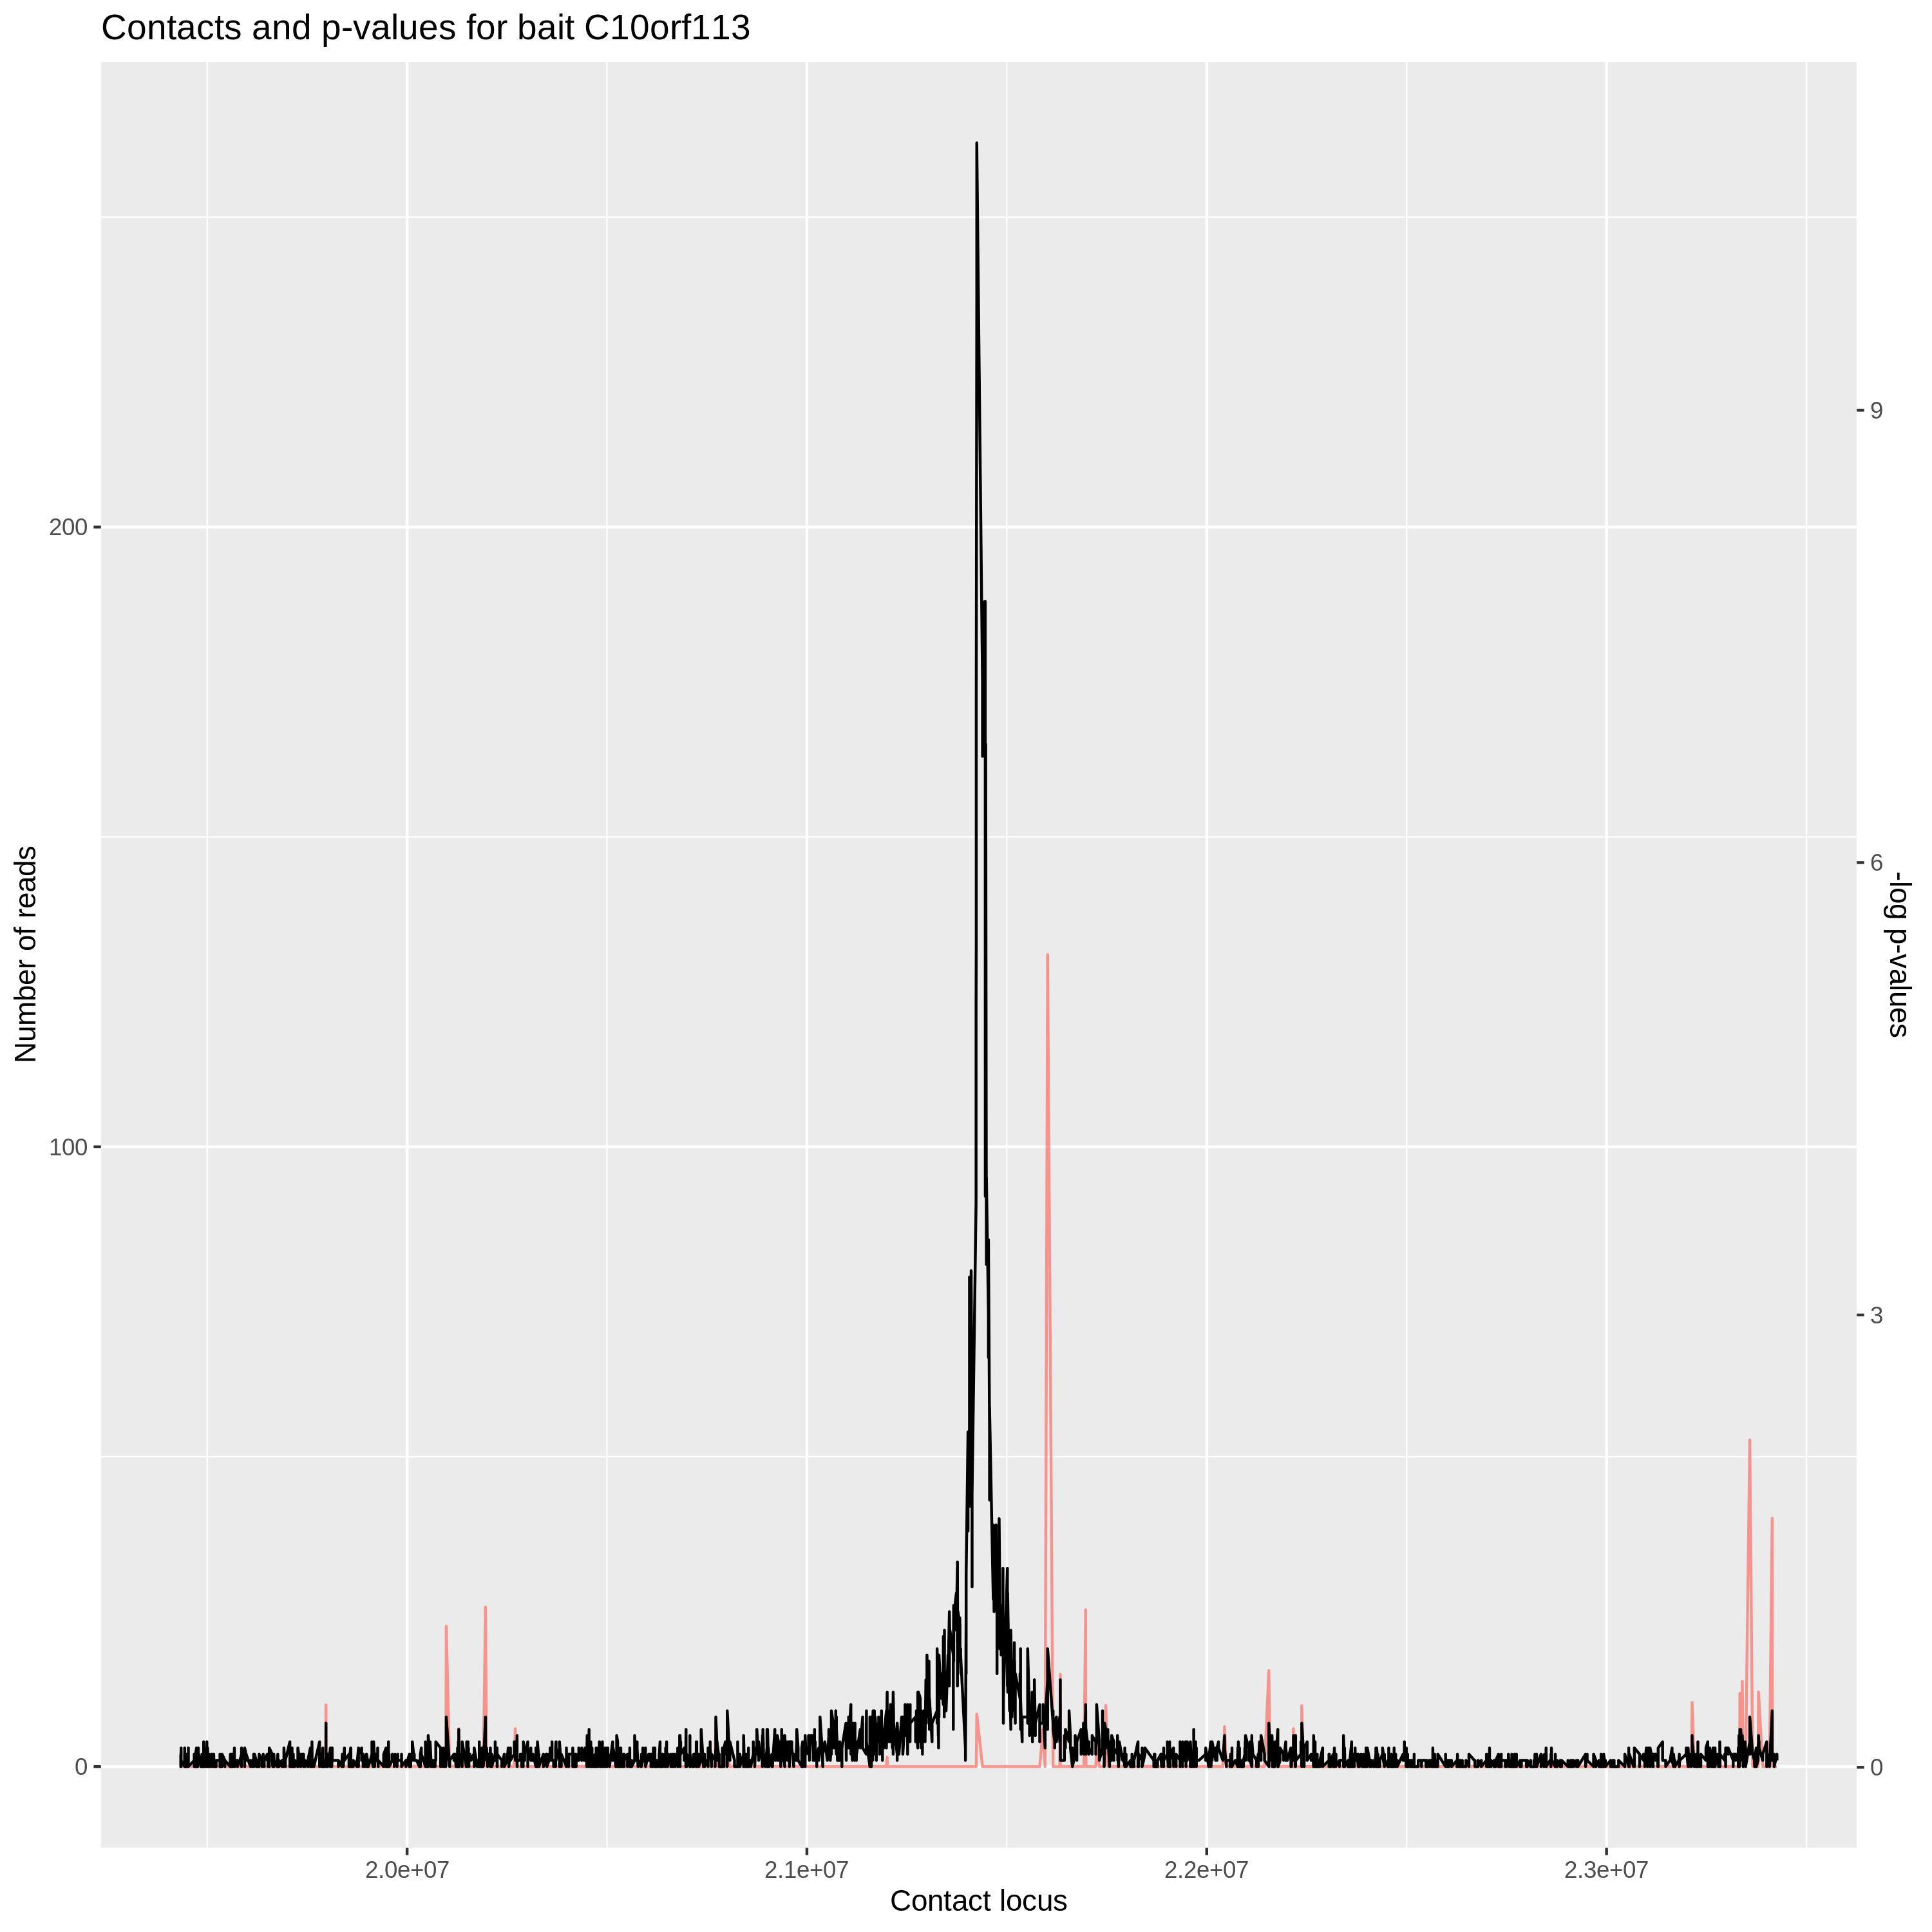 Contacts and p-values for bait C10orf113
Number of reads
200
100
0
9
6
3
0
-log p-values
2.0e+07
2.1e+07
2.2e+07
2.3e+07
Contact locus